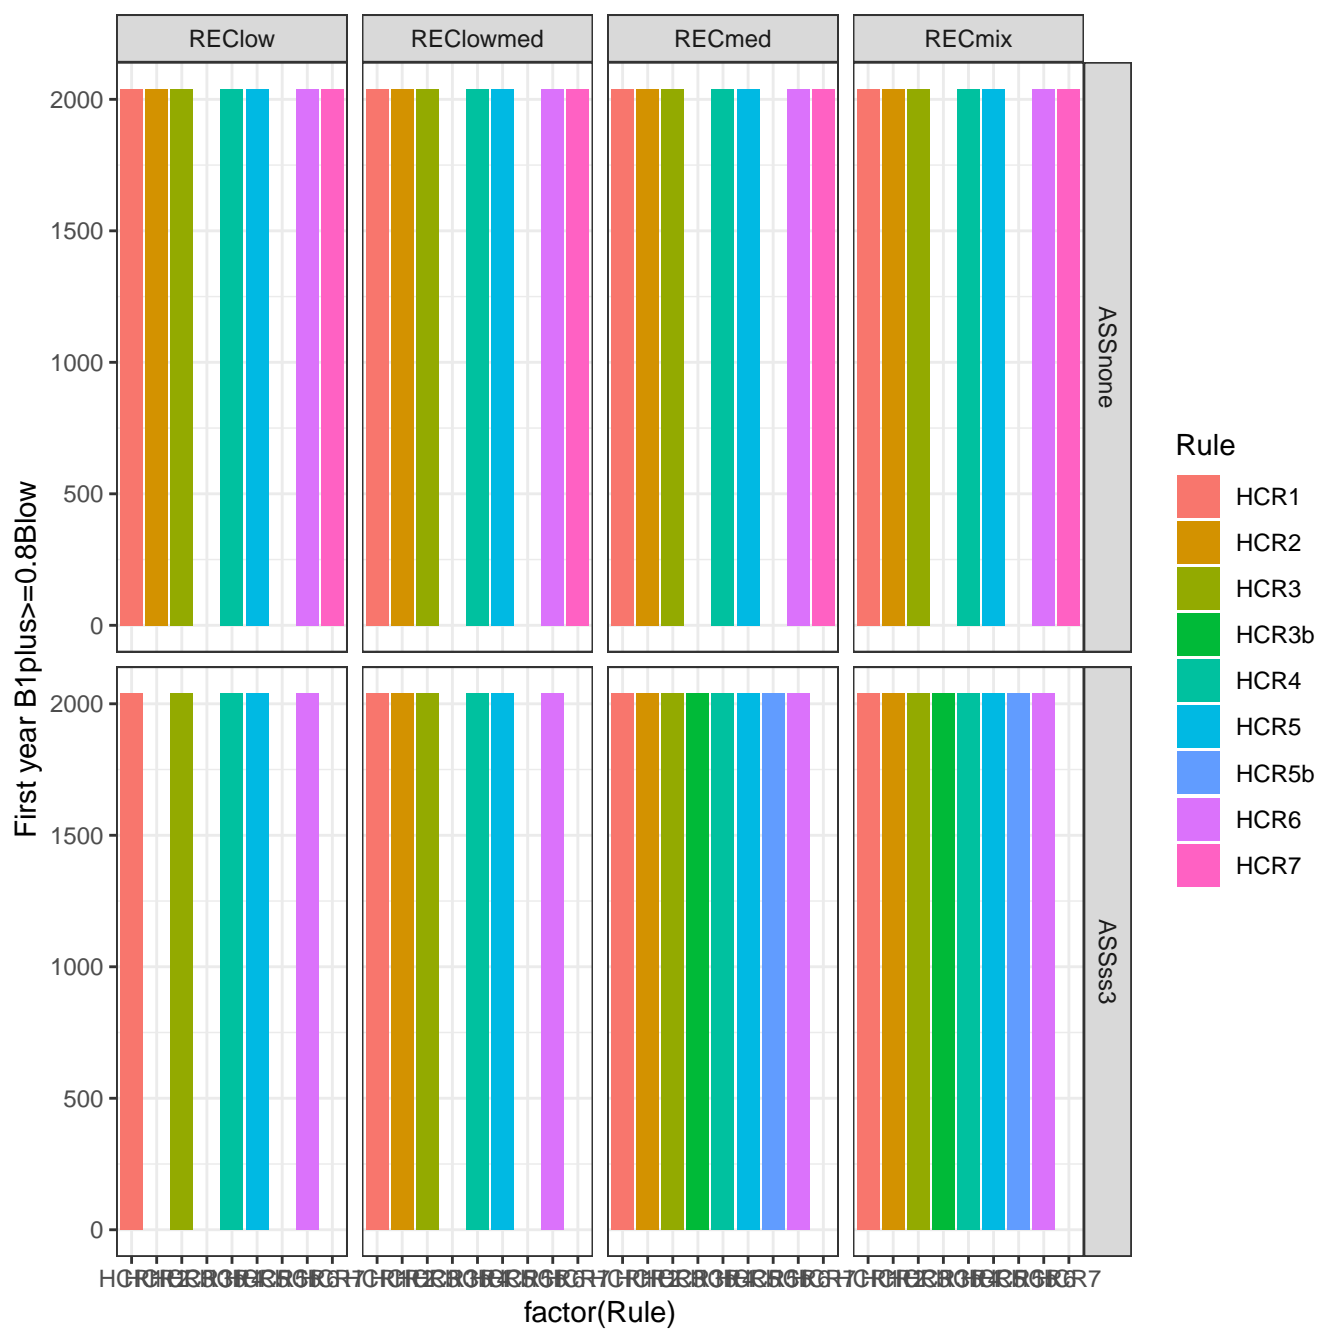 REClow
REClowmed
RECmed
RECmix
2000
1500
1000
500
0
ASSnone
2000
1500
1000
500
0
ASSss3
First year B1plus>=0.8Blow
factor(Rule)
Rule
HCR1
HCR2
HCR3
HCR3b
HCR4
HCR5
HCR5b
HCR6
HCR7